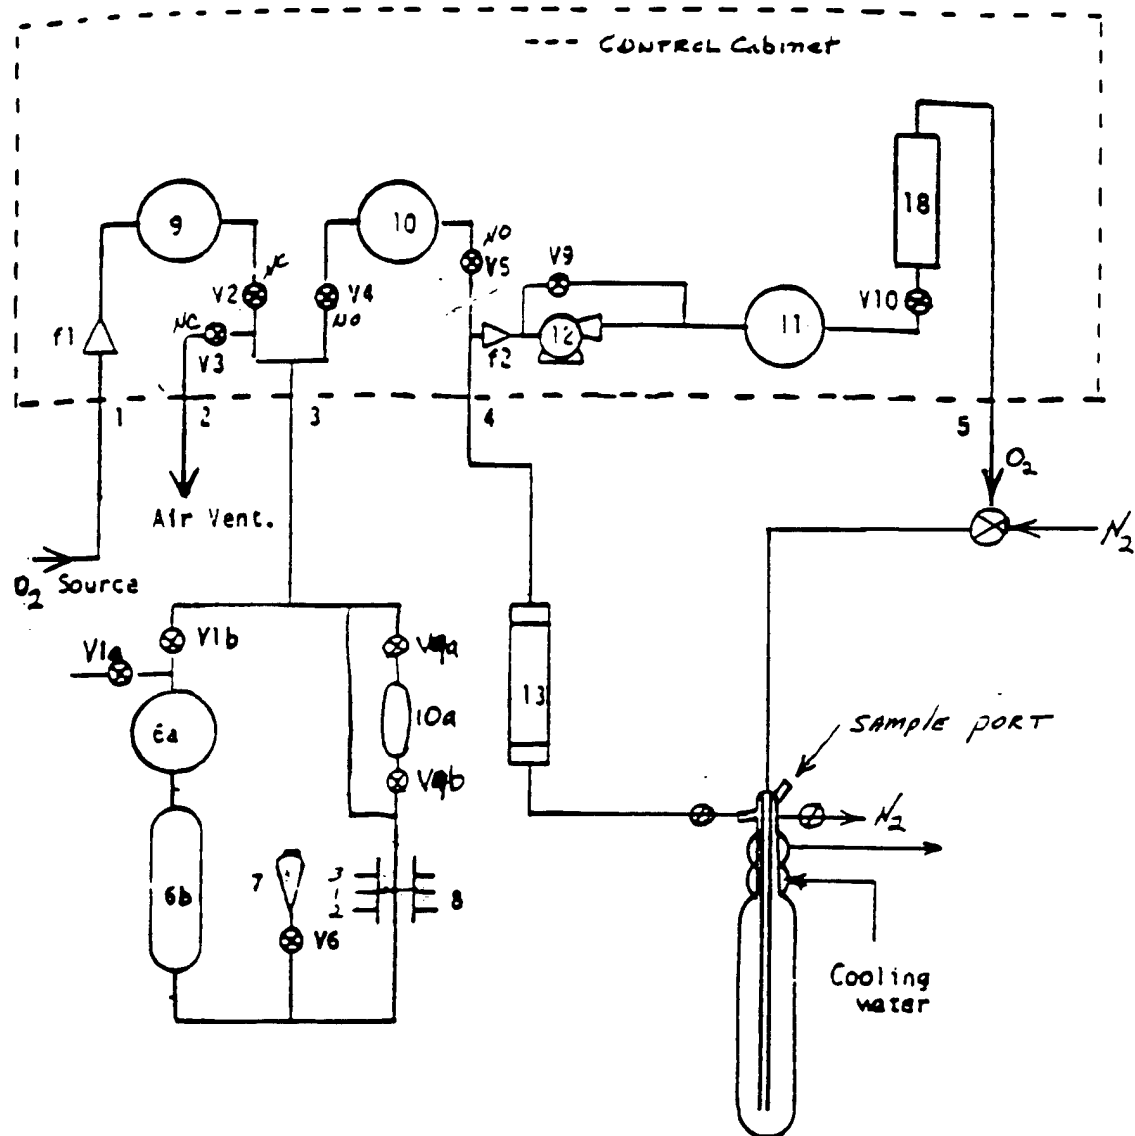 --- CONTROL Cabinet
9
10
18
NO
V5
NC
V2
V4
NO
V9
V10
f1
NC
V3
f2
12
11
1
2
3
4
5
O2
Air Vent.
N2
O2 Source
V1b
V1a
13
10a
6a
SAMPLE PORT
N2
7
3
1
2
8
6b
V6
Cooling
water